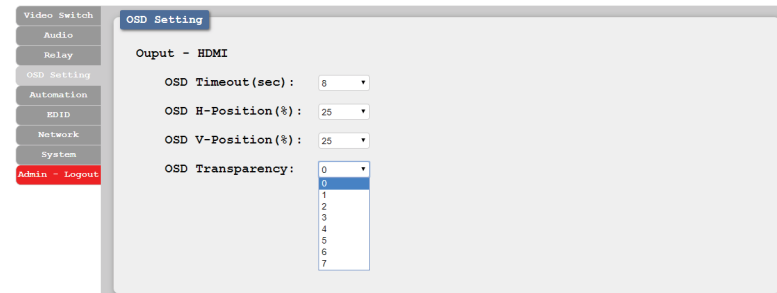 Video Switch
Audio
Relay
OSD Setting
Automation
EDID
Network
System
Admin - Logout
OSD Setting
Ouput - HDMI
OSD Timeout(sec): 8
OSD H-Position(%): 25
OSD V-Position(%): 25
OSD Transparency: 0
0
1
2
3
4
5
6
7